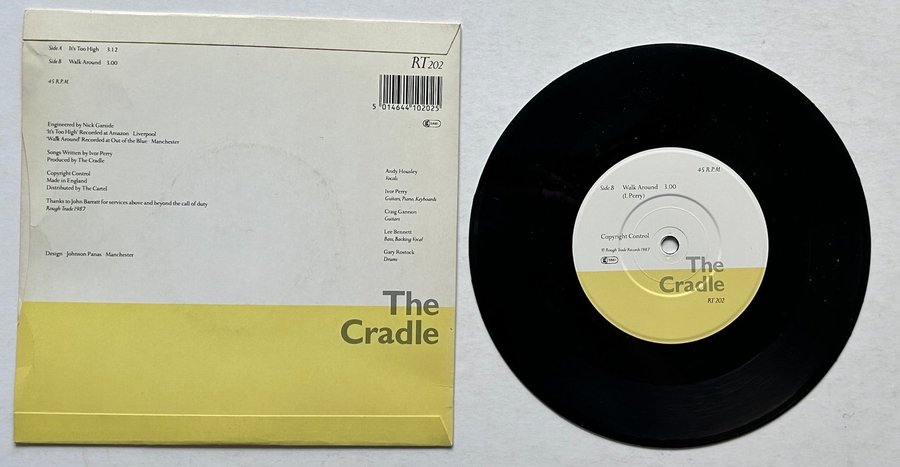 Side A It's Too High 3.12
Side B Walk Around 3.00
RT202
45 R.P.M.
5 014644 102025
Engineered by Nick Garside
'It's Too High' Recorded at Amazon Liverpool
'Walk Around' Recorded at Out of the Blue Manchester
Songs Written by Ivor Perry
Produced by The Cradle
Copyright Control
Made in England
Distributed by The Cartel
Thanks to John Barratt for services above and beyond the call of duty
Rough Trade 1987
Design Johnson Panas Manchester
Andy Housley
Vocals
Ivor Perry
Guitars, Piano, Keyboards
Craig Gannon
Guitars
Lee Bennett
Bass, Backing Vocal
Gary Rostock
Drums
The
Cradle
45 R.P.M.
Side B Walk Around 3.00
(I. Perry)
Copyright Control
℗ Rough Trade Records 1987
The
Cradle
RT 202